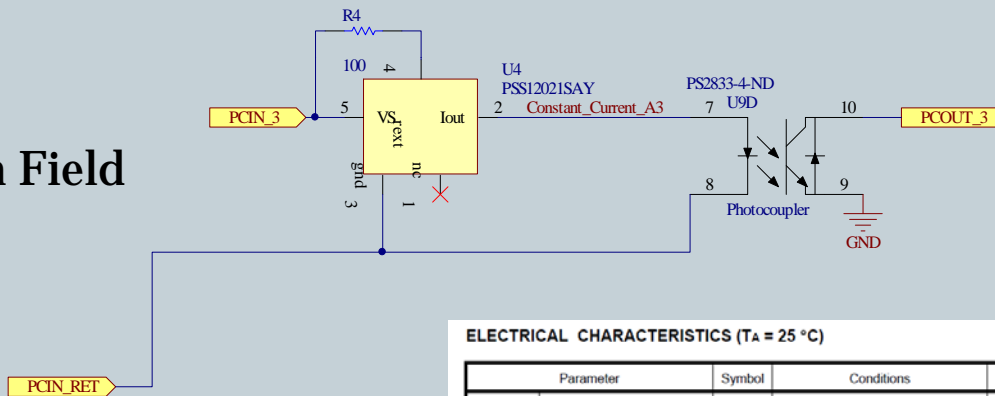 R4
100
4
U4
PSS12021SAY
PCIN_3
5
VS
rext
Iout
2
Constant_Current_A3
gnd
nc
3
1
PS2833-4-ND
U9D
7
10
PCOUT_3
8
9
Photocoupler
GND
Field
PCIN_RET
ELECTRICAL CHARACTERISTICS (TA = 25 °C)
Parameter Symbol Conditions